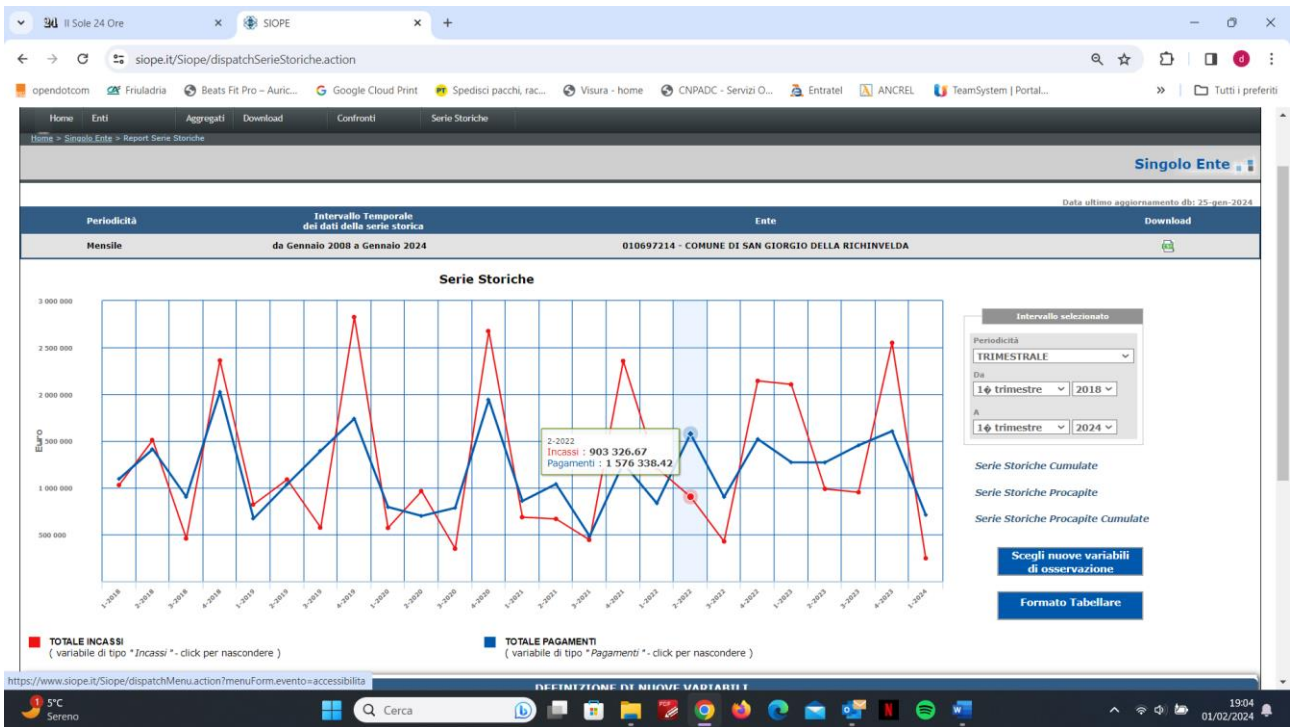 Il Sole 24 Ore
SIOPE
siope.it/Siope/dispatchSerieStoriche.action
d
opendotcom Friuladria Beats Fit Pro – Auric... Google Cloud Print Spedisci pacchi, rac... Visura - home CNPADC - Servizi O... Entratel ANCREL TeamSystem | Portal... » Tutti i preferiti
Home Enti Aggregati Download Confronti Serie Storiche
Home > Singolo Ente > Report Serie Storiche
Singolo Ente
Data ultimo aggiornamento db: 25-gen-2024
Periodicità Intervallo Temporale dei dati della serie storica Ente Download
Mensile da Gennaio 2008 a Gennaio 2024 010697214 - COMUNE DI SAN GIORGIO DELLA RICHINVELDA
Serie Storiche
3 000 000
2 500 000
2 000 000
1 500 000
1 000 000
500 000
Euro
2-2022
Incassi : 903 326.67
Pagamenti : 1 576 338.42
1-2018 2-2018 3-2018 4-2018 1-2019 2-2019 3-2019 4-2019 1-2020 2-2020 3-2020 4-2020 1-2021 2-2021 3-2021 4-2021 1-2022 2-2022 3-2022 4-2022 1-2023 2-2023 3-2023 4-2023 1-2024
Intervallo selezionato
Periodicità
TRIMESTRALE
Da
1� trimestre 2018
A
1� trimestre 2024
Serie Storiche Cumulate
Serie Storiche Procapite
Serie Storiche Procapite Cumulate
Scegli nuove variabili
di osservazione
Formato Tabellare
TOTALE INCASSI
( variabile di tipo "Incassi "- click per nascondere )
TOTALE PAGAMENTI
( variabile di tipo "Pagamenti "- click per nascondere )
https://www.siope.it/Siope/dispatchMenu.action?menuForm.evento=accessibilita
DEFINIZIONE DI NUOVE VARIABILI
1
5°C
Sereno
Cerca
19:04
01/02/2024